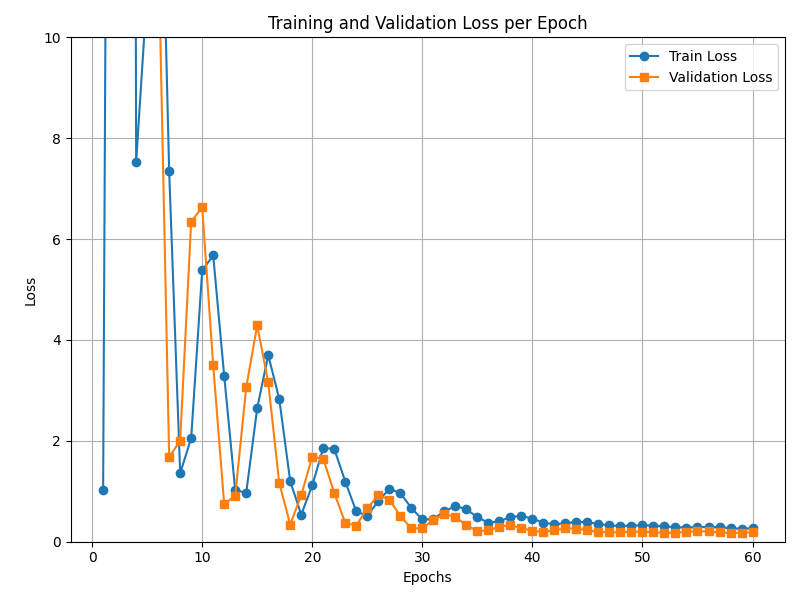 Training and Validation Loss per Epoch
Train Loss
Validation Loss
Loss
10
8
6
4
2
0
0 10 20 30 40 50 60
Epochs